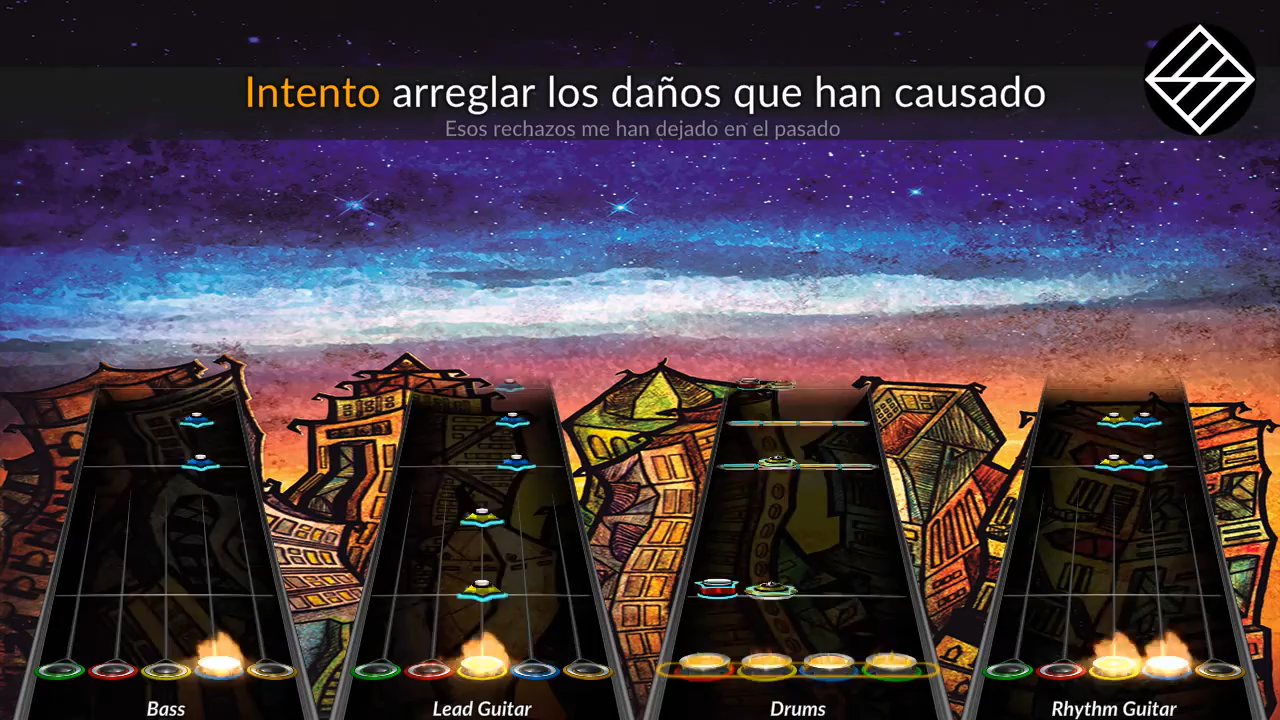 Intento arreglar los daños que han causado
Esos rechazos me han dejado en el pasado
Bass
Lead Guitar
Drums
Rhythm Guitar